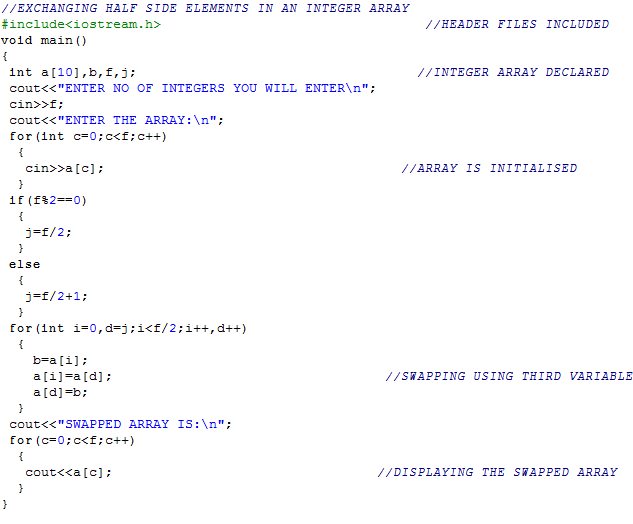 //EXCHANGING HALF SIDE ELEMENTS IN AN INTEGER ARRAY
#include<iostream.h> //HEADER FILES INCLUDED
void main()
{
int a[10],b,f,j; //INTEGER ARRAY DECLARED
cout<<"ENTER NO OF INTEGERS YOU WILL ENTER\n";
cin>>f;
cout<<"ENTER THE ARRAY:\n";
for(int c=0;c<f;c++)
{
cin>>a[c]; //ARRAY IS INITIALISED
}
if(f%2==0)
{
j=f/2;
}
else
{
j=f/2+1;
}
for(int i=0,d=j;i<f/2;i++,d++)
{
b=a[i];
a[i]=a[d]; //SWAPPING USING THIRD VARIABLE
a[d]=b;
}
cout<<"SWAPPED ARRAY IS:\n";
for(c=0;c<f;c++)
{
cout<<a[c]; //DISPLAYING THE SWAPPED ARRAY
}
}